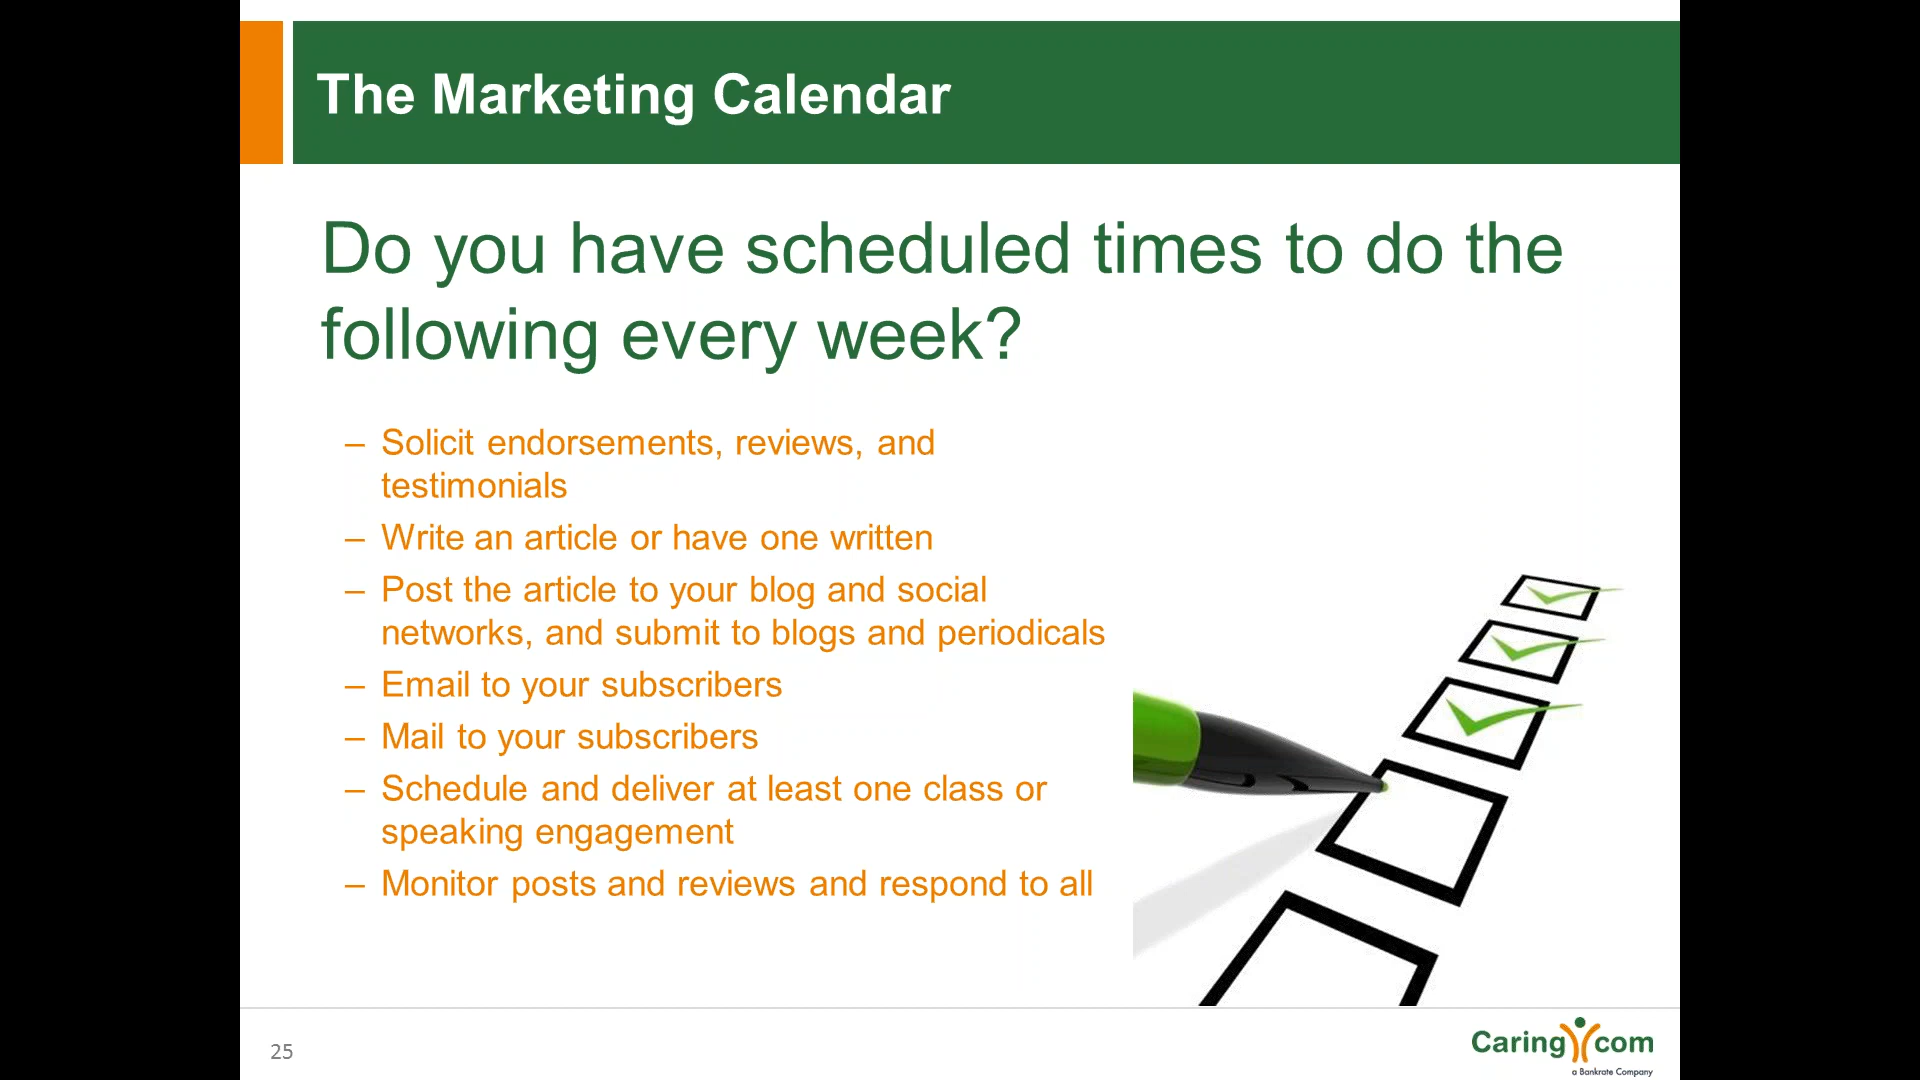 The Marketing Calendar
Do you have scheduled times to do the
following every week?
– Solicit endorsements, reviews, and
testimonials
– Write an article or have one written
– Post the article to your blog and social
networks, and submit to blogs and periodicals
– Email to your subscribers
– Mail to your subscribers
– Schedule and deliver at least one class or
speaking engagement
– Monitor posts and reviews and respond to all
25
Caring com
a Bankrate Company